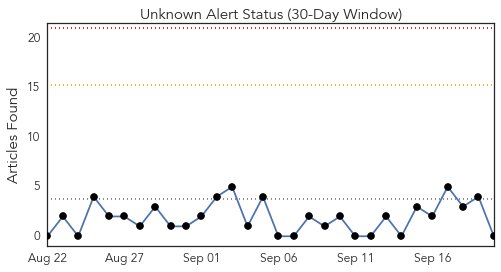 Unknown Alert Status (30-Day Window)
Articles Found
20
15
10
5
0
Aug 22 Aug 27 Sep 01 Sep 06 Sep 11 Sep 16